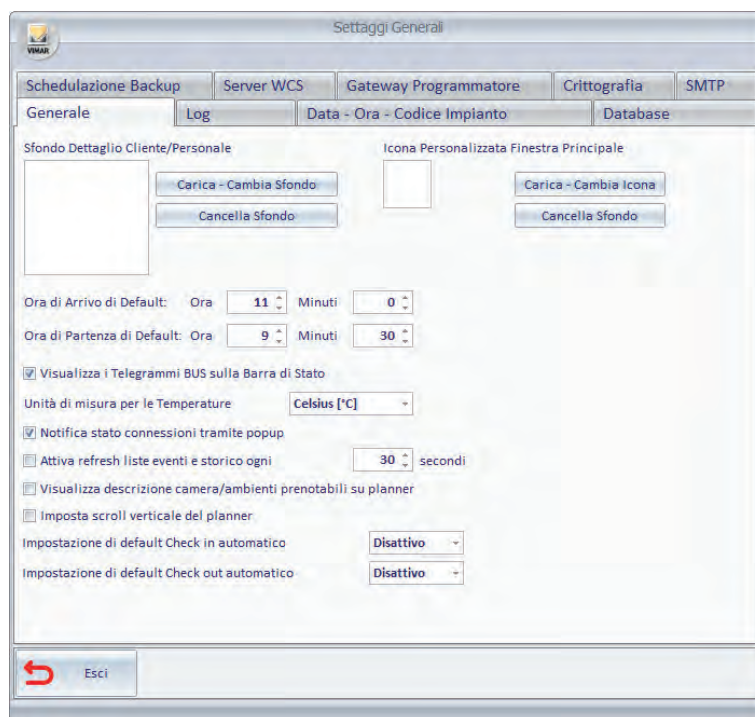 Settaggi Generali
VIMAR
Schedulazione Backup Server WCS Gateway Programmatore Crittografia SMTP
Generale Log Data - Ora - Codice Impianto Database
Sfondo Dettaglio Cliente/Personale Icona Personalizzata Finestra Principale
Carica - Cambia Sfondo Carica - Cambia Icona
Cancella Sfondo Cancella Sfondo
Ora di Arrivo di Default: Ora 11 Minuti 0
Ora di Partenza di Default: Ora 9 Minuti 30
Visualizza i Telegrammi BUS sulla Barra di Stato
Unità di misura per le Temperature Celsius [°C]
Notifica stato connessioni tramite popup
Attiva refresh liste eventi e storico ogni 30 secondi
Visualizza descrizione camera/ambienti prenotabili su planner
Imposta scroll verticale del planner
Impostazione di default Check in automatico Disattivo
Impostazione di default Check out automatico Disattivo
Esci